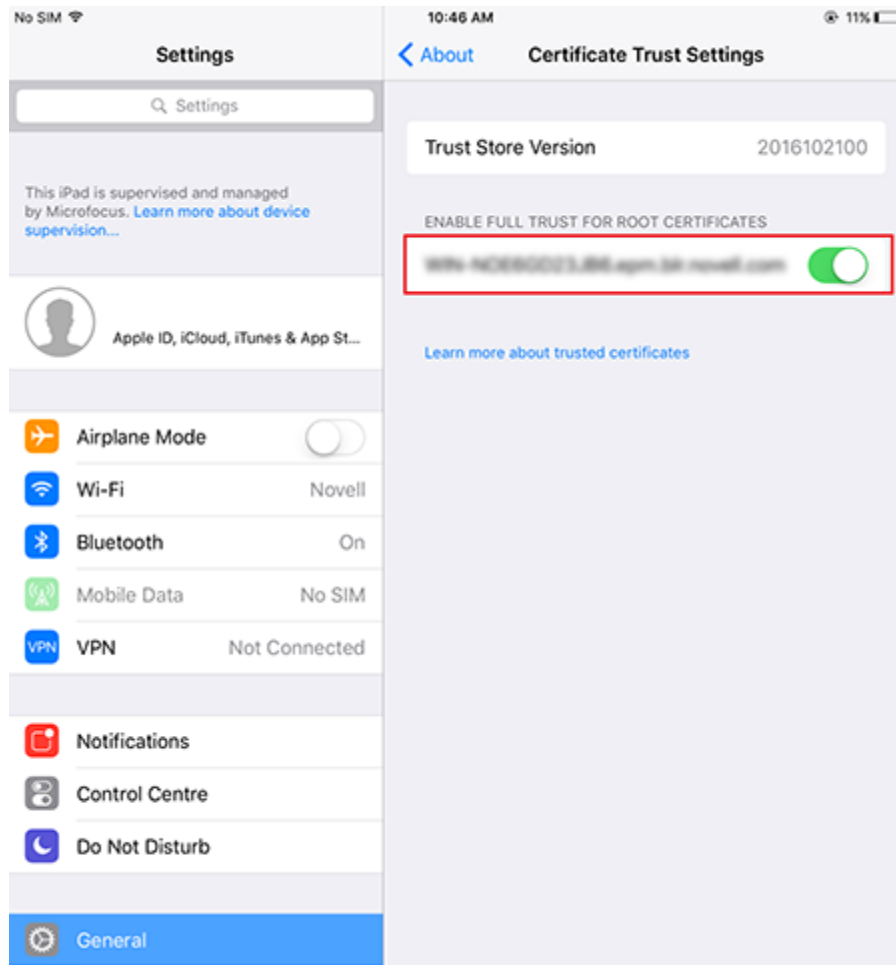 No SIM
10:46 AM
11%
Settings
Settings
This iPad is supervised and managed
by Microfocus. Learn more about device
supervision...
Apple ID, iCloud, iTunes & App St...
Airplane Mode
Wi-Fi Novell
Bluetooth On
Mobile Data No SIM
VPN VPN Not Connected
Notifications
Control Centre
Do Not Disturb
General
About Certificate Trust Settings
Trust Store Version 2016102100
ENABLE FULL TRUST FOR ROOT CERTIFICATES
Learn more about trusted certificates